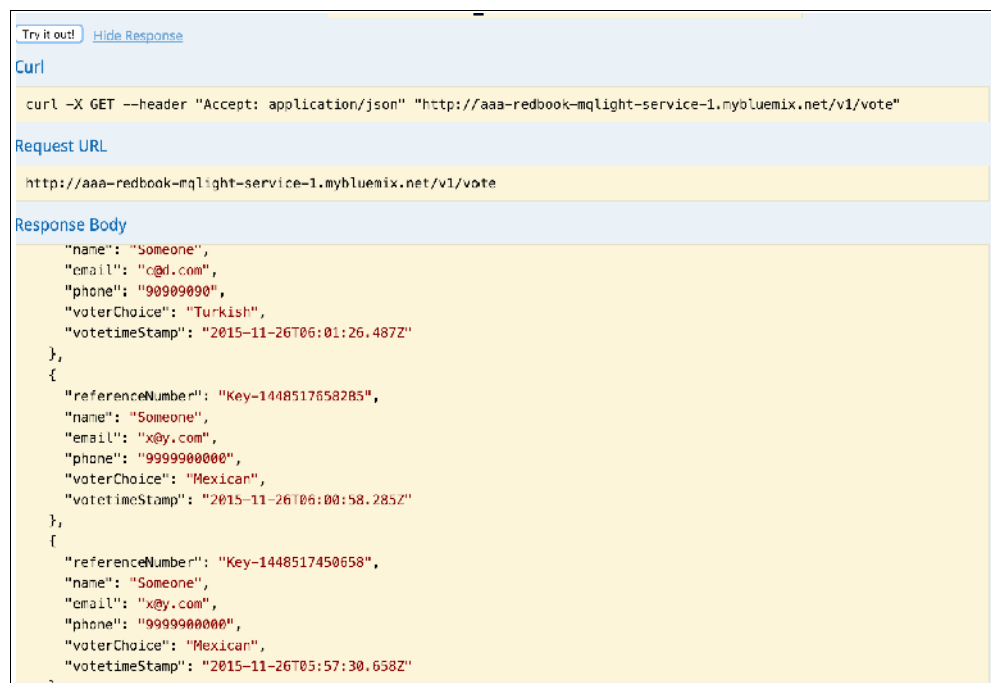 Try it out! Hide Response
Curl
curl -X GET --header "Accept: application/json" "http://aaa-redbook-mqlight-service-1.mybluemix.net/v1/vote"
Request URL
http://aaa-redbook-mqlight-service-1.mybluemix.net/v1/vote
Response Body
"name": "Someone",
"email": "c@d.com",
"phone": "90909090",
"voterChoice": "Turkish",
"votetimeStamp": "2015-11-26T06:01:26.487Z"
},
{
"referenceNumber": "Key-1448517658285",
"name": "Someone",
"email": "x@y.com",
"phone": "9999900000",
"voterChoice": "Mexican",
"votetimeStamp": "2015-11-26T06:00:58.285Z"
},
{
"referenceNumber": "Key-1448517450658",
"name": "Someone",
"email": "x@y.com",
"phone": "9999900000",
"voterChoice": "Mexican",
"votetimeStamp": "2015-11-26T05:57:30.658Z"